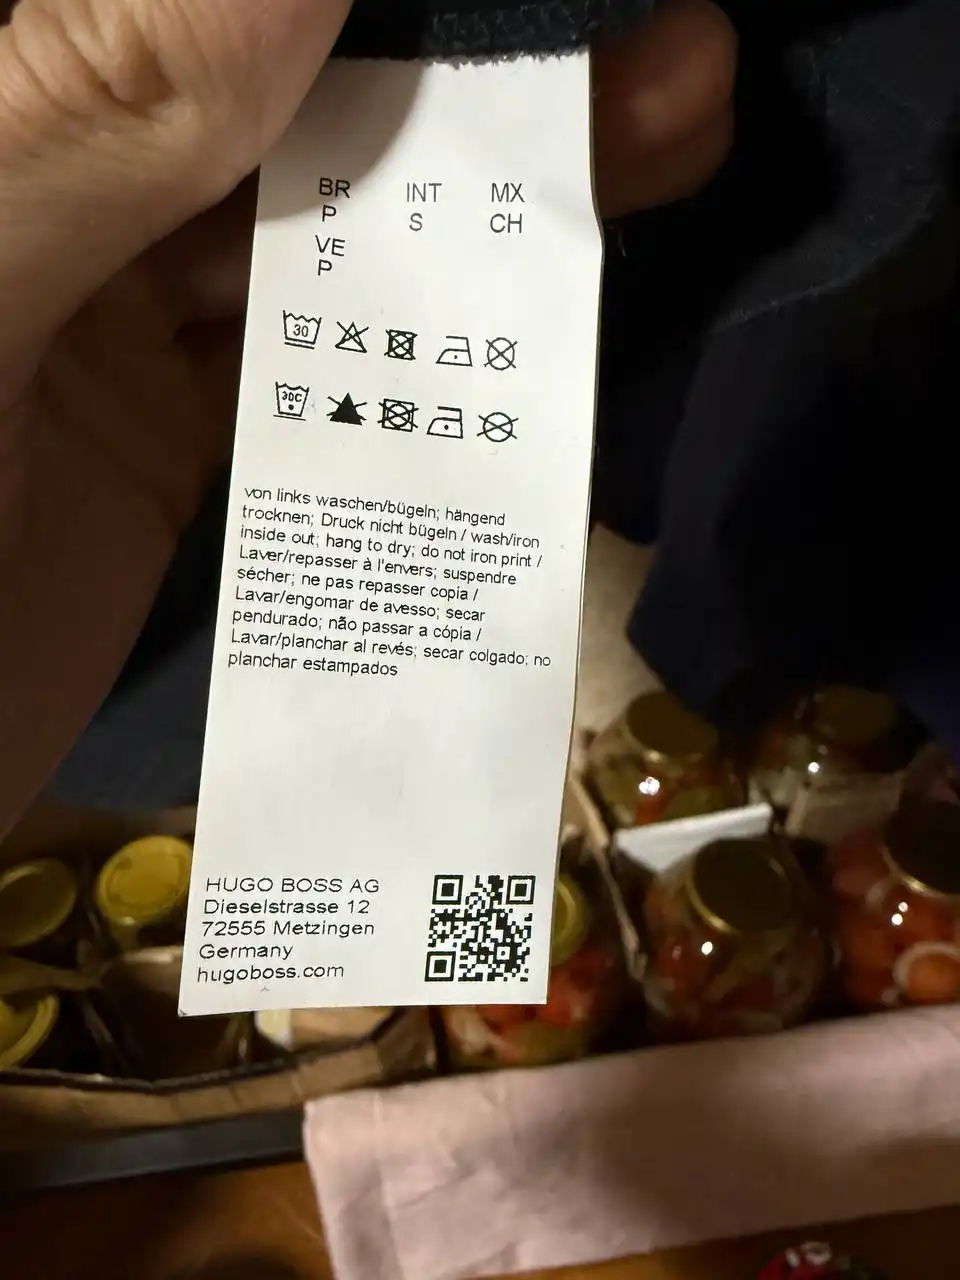 BR INT MX
P S CH
VE
P
30
30C
von links waschen/bügeln; hängend
trocknen; Druck nicht bügeln / wash/iron
inside out; hang to dry; do not iron print /
Laver/repasser à l'envers; suspendre
sécher; ne pas repasser copia /
Lavar/engomar de avesso; secar
pendurado; não passar a cópia /
Lavar/planchar al revés; secar colgado; no
planchar estampados
HUGO BOSS AG
Dieselstrasse 12
72555 Metzingen
Germany
hugoboss.com